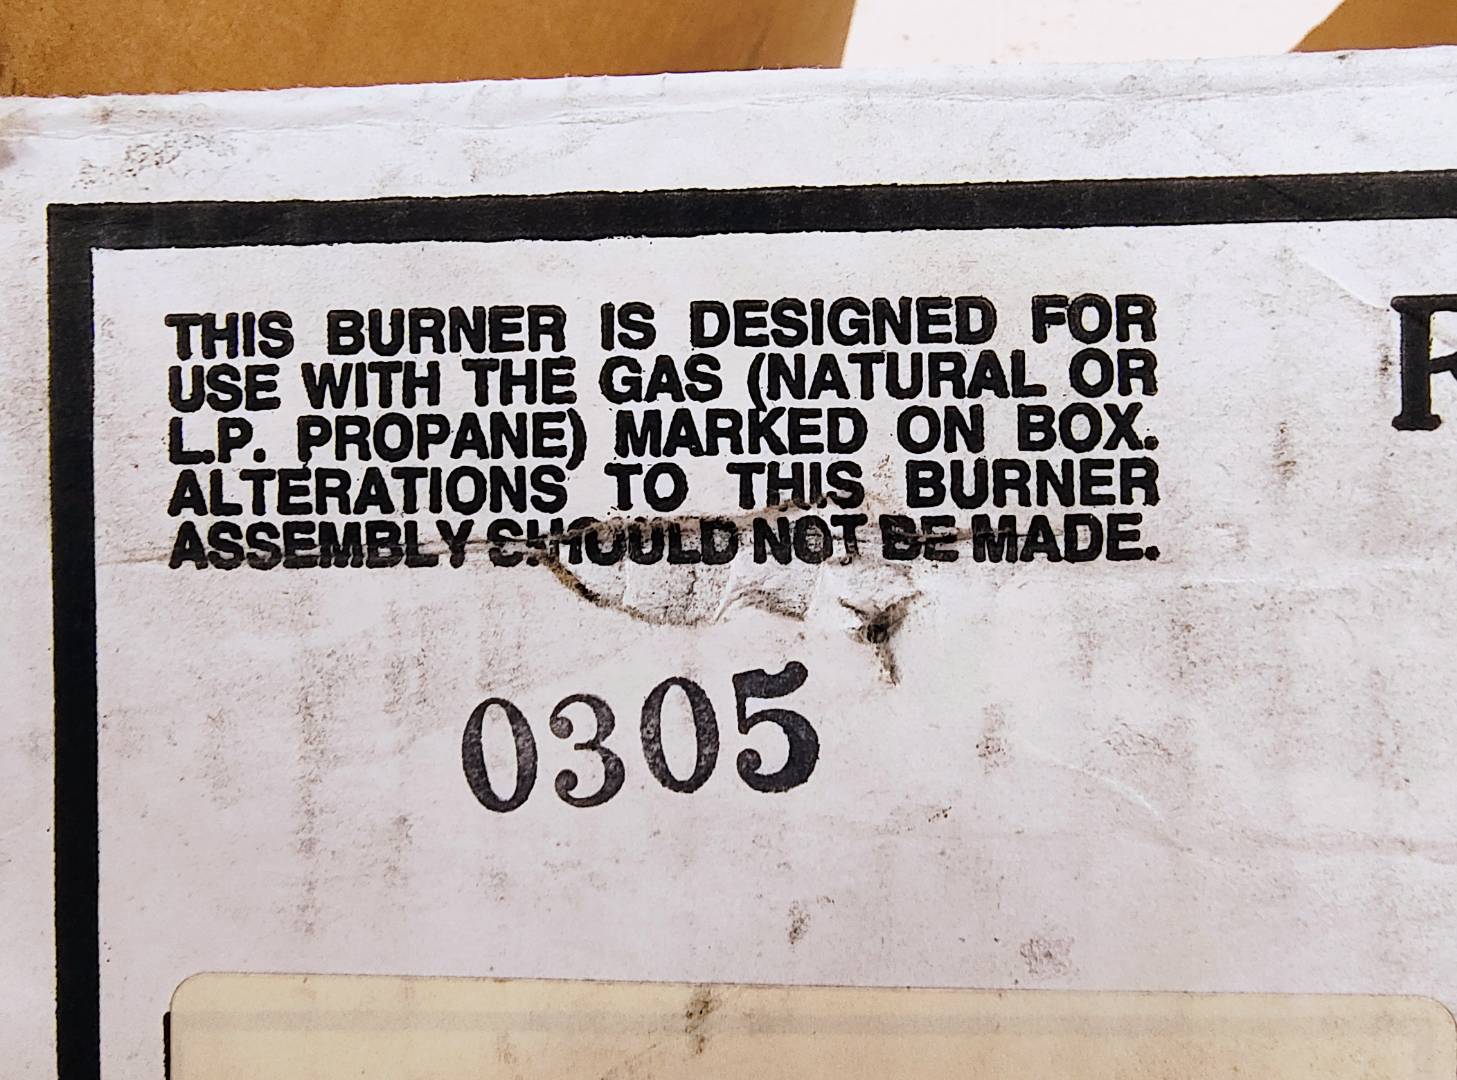 THIS BURNER IS DESIGNED FOR
USE WITH THE GAS (NATURAL OR
L.P. PROPANE) MARKED ON BOX.
ALTERATIONS TO THIS BURNER
ASSEMBLY SHOULD NOT BE MADE.
0305